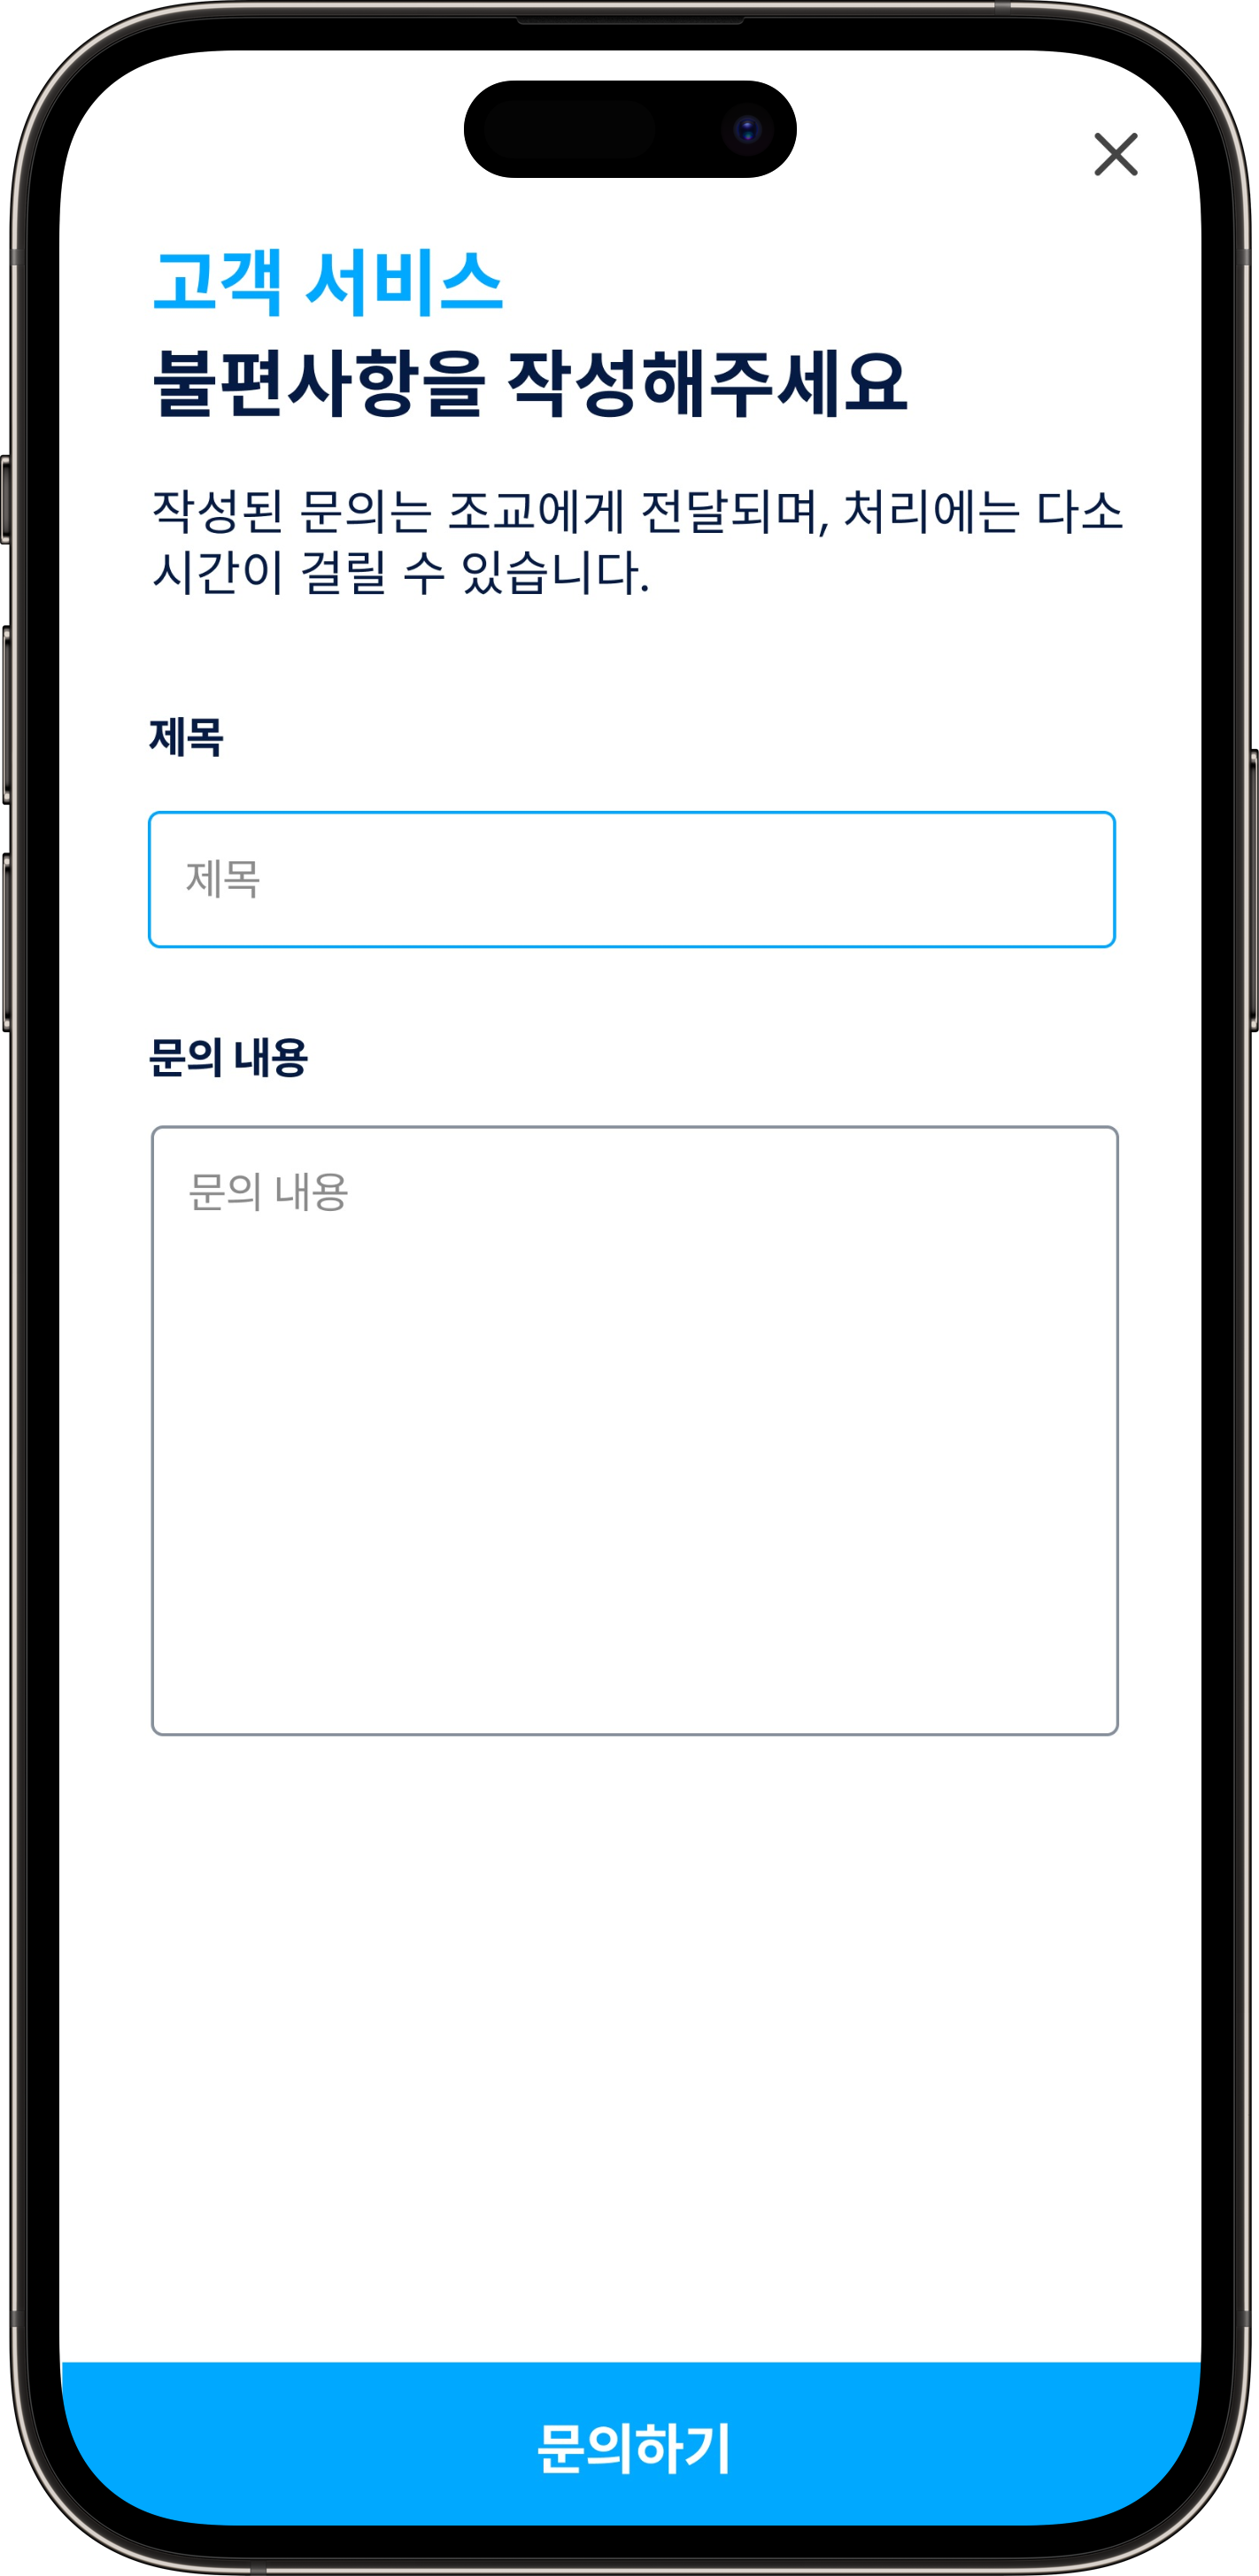 고객 서비스
불편사항을 작성해주세요
작성된 문의는 조교에게 전달되며, 처리에는 다소
시간이 걸릴 수 있습니다.
제목
제목
문의 내용
문의 내용
문의하기